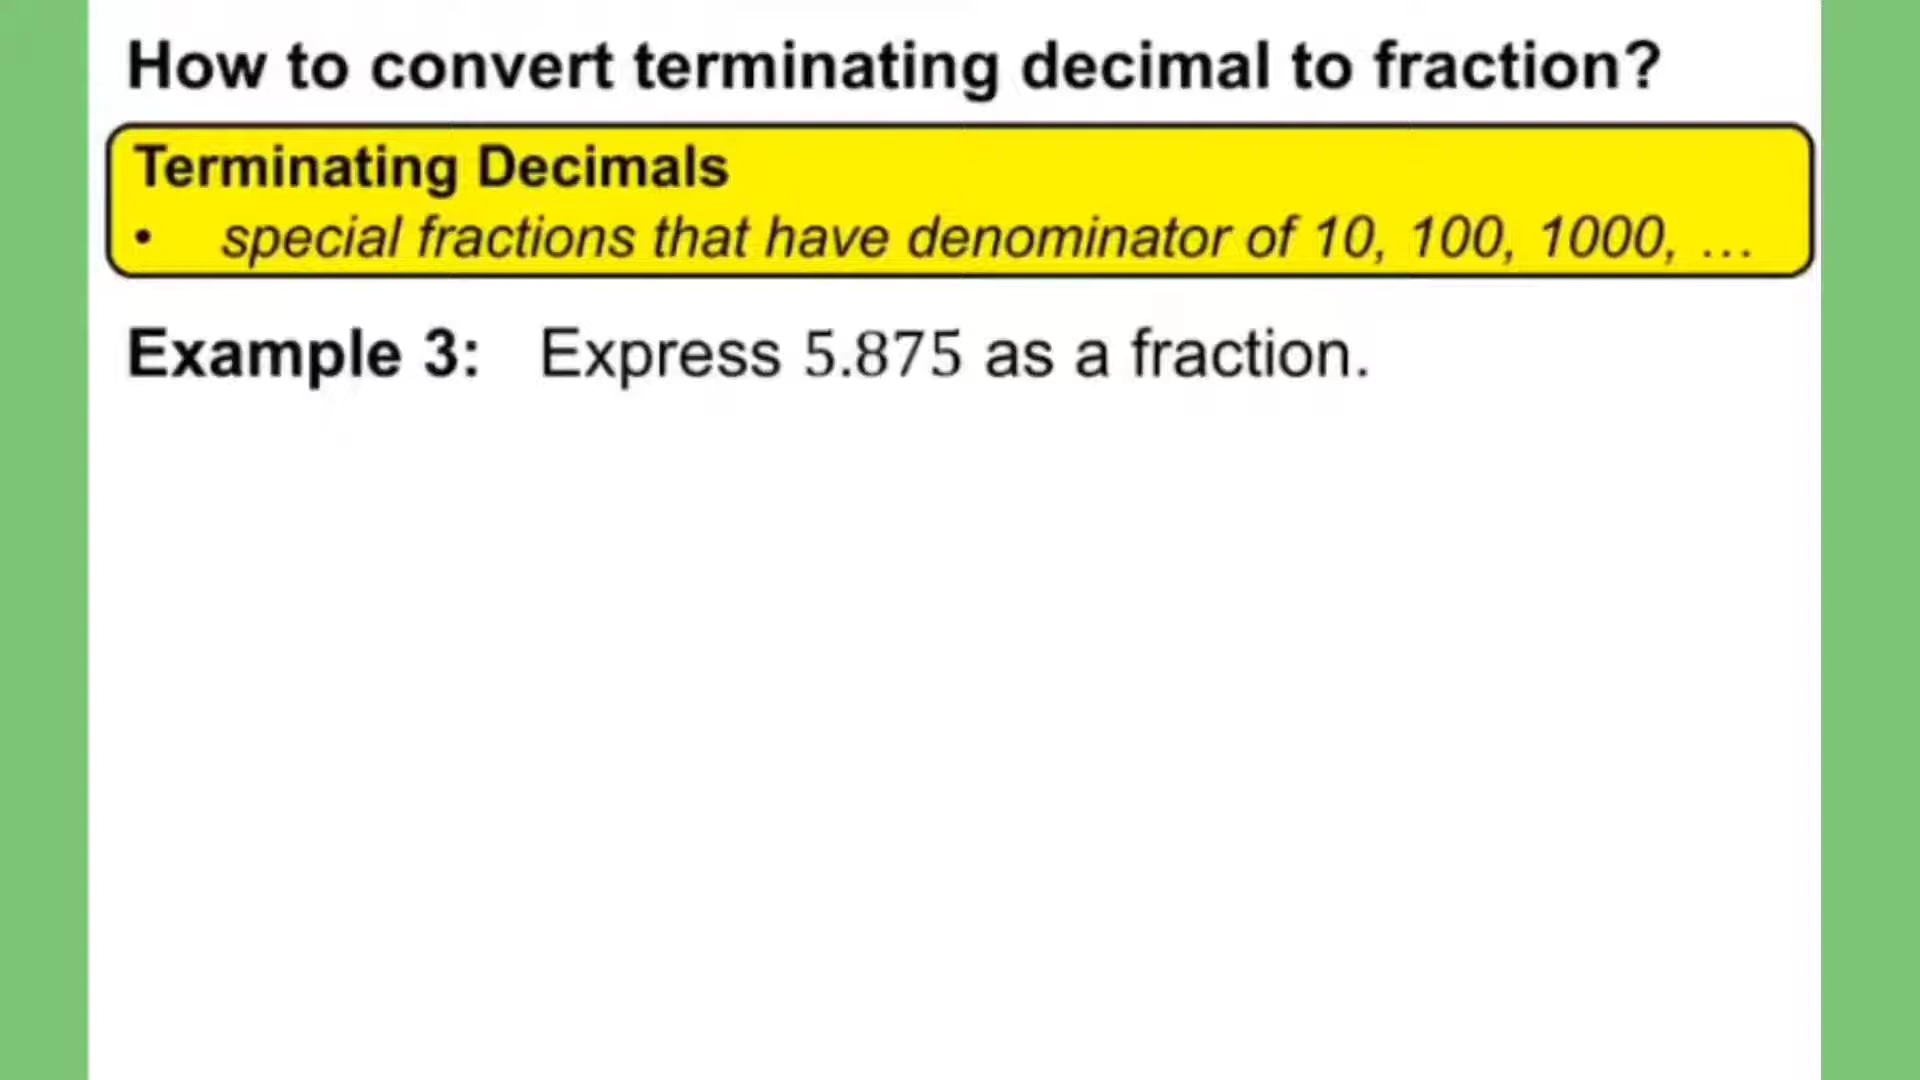 How to convert terminating decimal to fraction?
Terminating Decimals
• special fractions that have denominator of 10, 100, 1000, …
Example 3: Express 5.875 as a fraction.